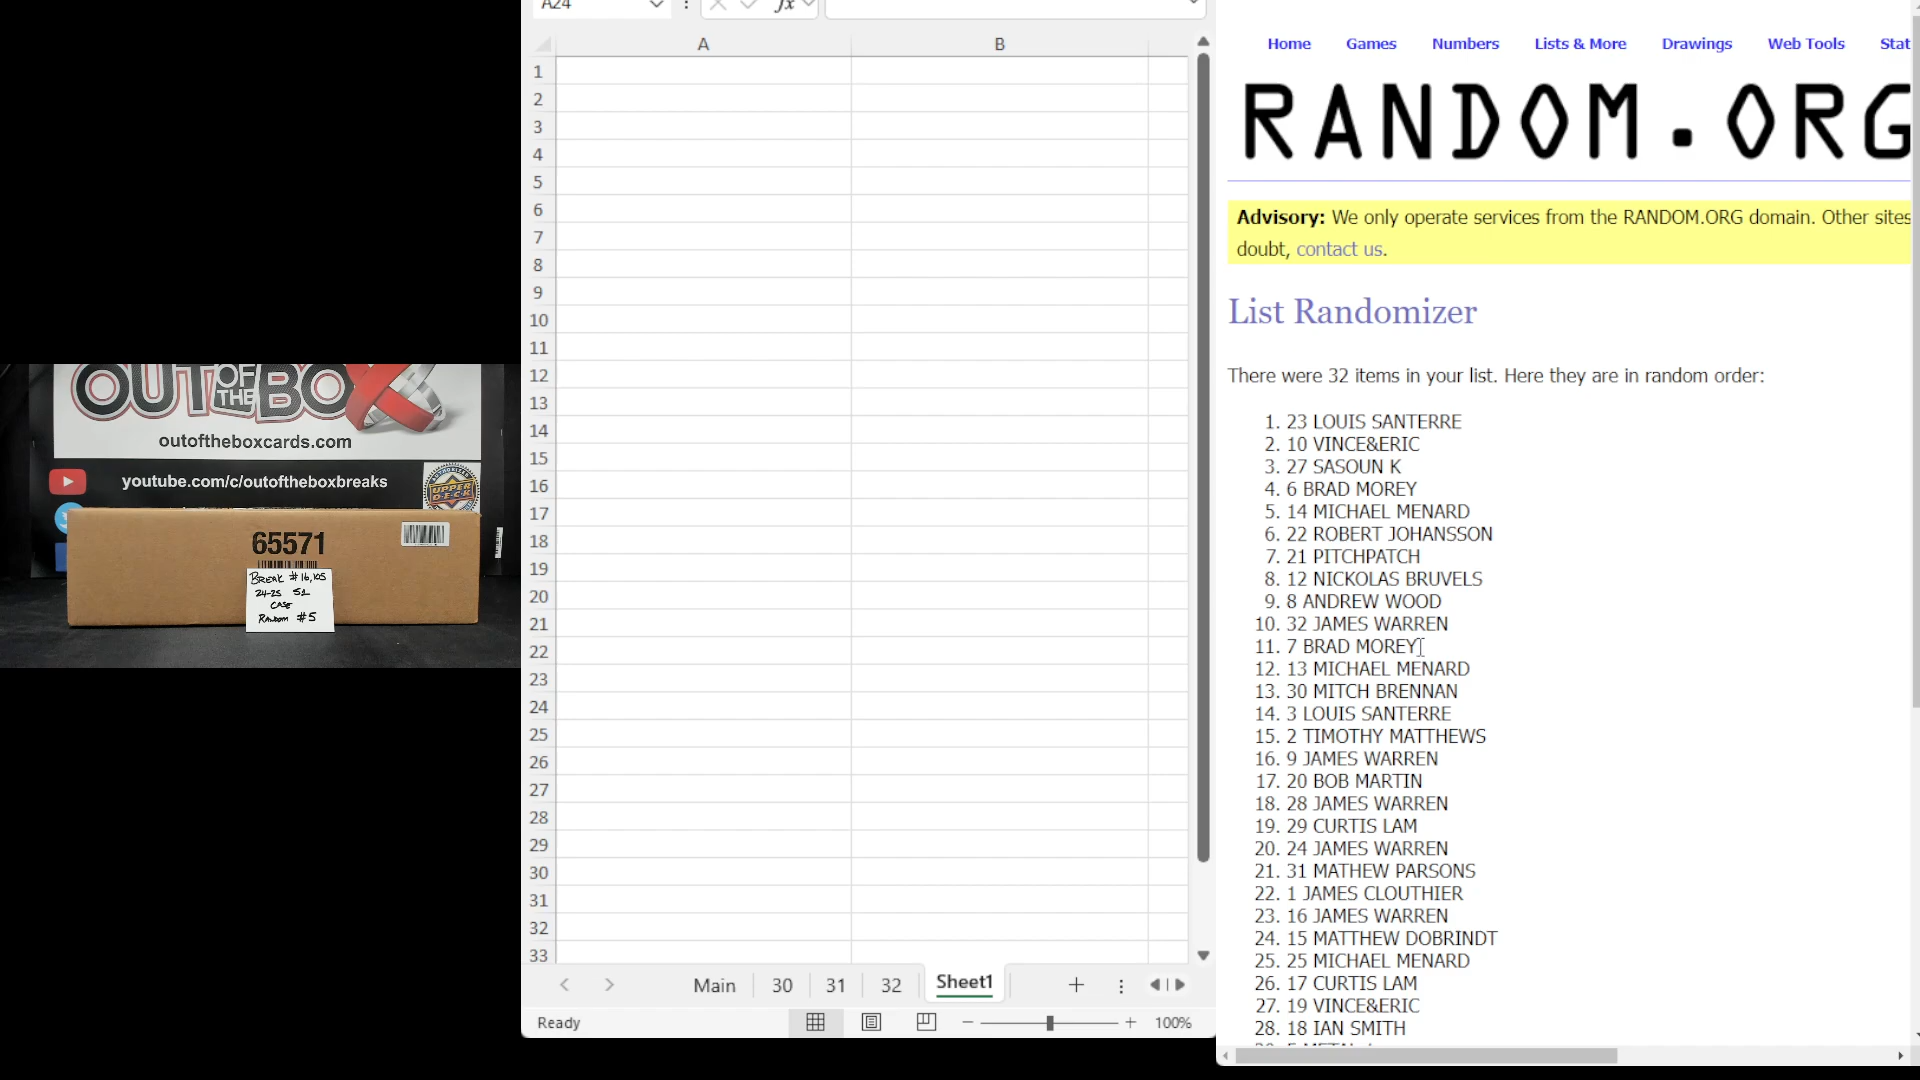 OUT OF THE BOX
outoftheboxcards.com
youtube.com/c/outoftheboxbreaks
UPPER DECK
65571
BREAK #16,105
24-25 S1
CASE
RANDOM #5
A24
fx
A B
1
2
3
4
5
6
7
8
9
10
11
12
13
14
15
16
17
18
19
20
21
22
23
24
25
26
27
28
29
30
31
32
33
Main 30 31 32 Sheet1
Ready
100%
Home Games Numbers Lists & More Drawings Web Tools Stat
RANDOM.ORG
Advisory: We only operate services from the RANDOM.ORG domain. Other sites
doubt, contact us.
List Randomizer
There were 32 items in your list. Here they are in random order:
1. 23 LOUIS SANTERRE
2. 10 VINCE&ERIC
3. 27 SASOUN K
4. 6 BRAD MOREY
5. 14 MICHAEL MENARD
6. 22 ROBERT JOHANSSON
7. 21 PITCHPATCH
8. 12 NICKOLAS BRUVELS
9. 8 ANDREW WOOD
10. 32 JAMES WARREN
11. 7 BRAD MOREY
12. 13 MICHAEL MENARD
13. 30 MITCH BRENNAN
14. 3 LOUIS SANTERRE
15. 2 TIMOTHY MATTHEWS
16. 9 JAMES WARREN
17. 20 BOB MARTIN
18. 28 JAMES WARREN
19. 29 CURTIS LAM
20. 24 JAMES WARREN
21. 31 MATHEW PARSONS
22. 1 JAMES CLOUTHIER
23. 16 JAMES WARREN
24. 15 MATTHEW DOBRINDT
25. 25 MICHAEL MENARD
26. 17 CURTIS LAM
27. 19 VINCE&ERIC
28. 18 IAN SMITH